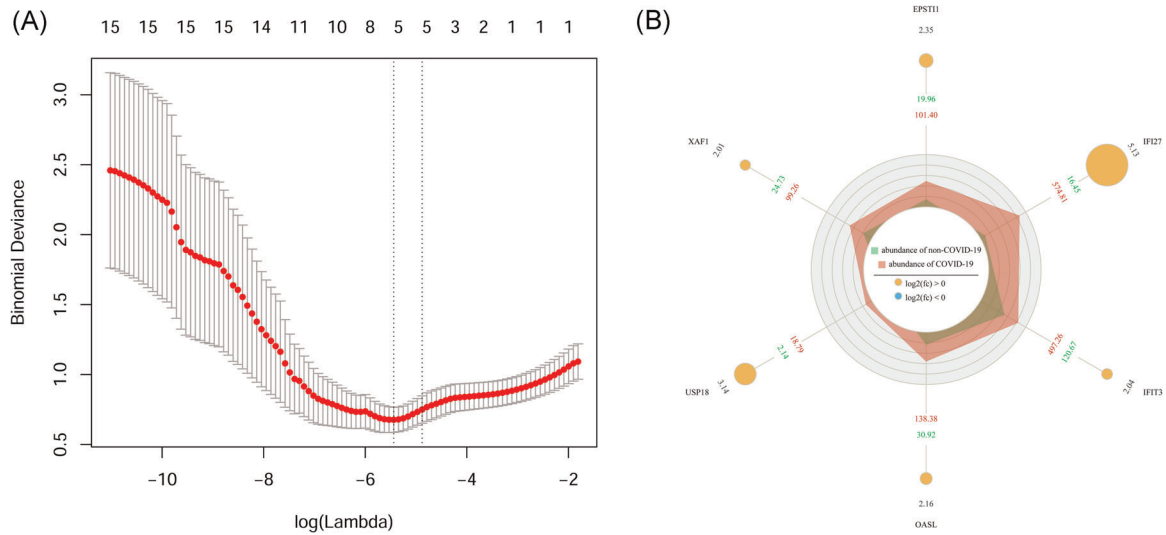 (A)
15 15 15 15 14 11 10 8 5 5 3 2 1 1 1
Binomial Deviance
3.0
2.5
2.0
1.5
1.0
0.5
−10 −8 −6 −4 −2
log(Lambda)
(B)
EPSTI1
2.35
19.96
101.40
XAF1
2.01
24.73
99.26
IFI27
5.13
16.45
574.81
abundance of non-COVID-19
abundance of COVID-19
log2(fc) > 0
log2(fc) < 0
USP18
3.14
2.14
18.79
497.26
120.67
2.04
IFIT3
138.38
30.92
2.16
OASL